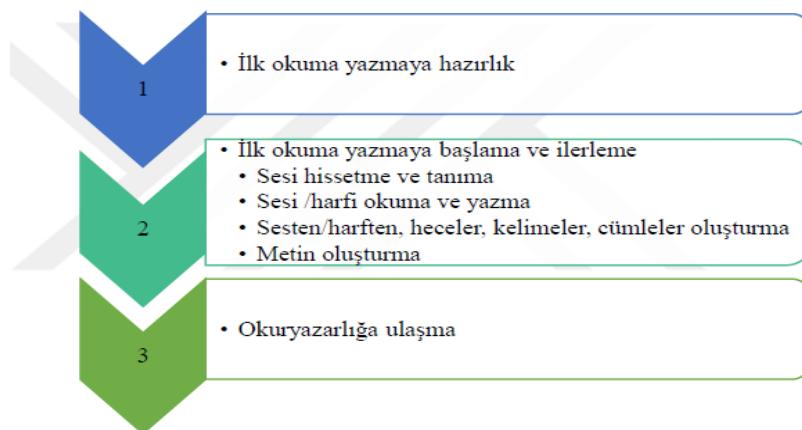 1
• İlk okuma yazmaya hazırlık
2
• İlk okuma yazmaya başlama ve ilerleme
• Sesi hissetme ve tanıma
• Sesi /harfi okuma ve yazma
• Sesten/harften, heceler, kelimeler, cümleler oluşturma
• Metin oluşturma
3
• Okuryazarlığa ulaşma